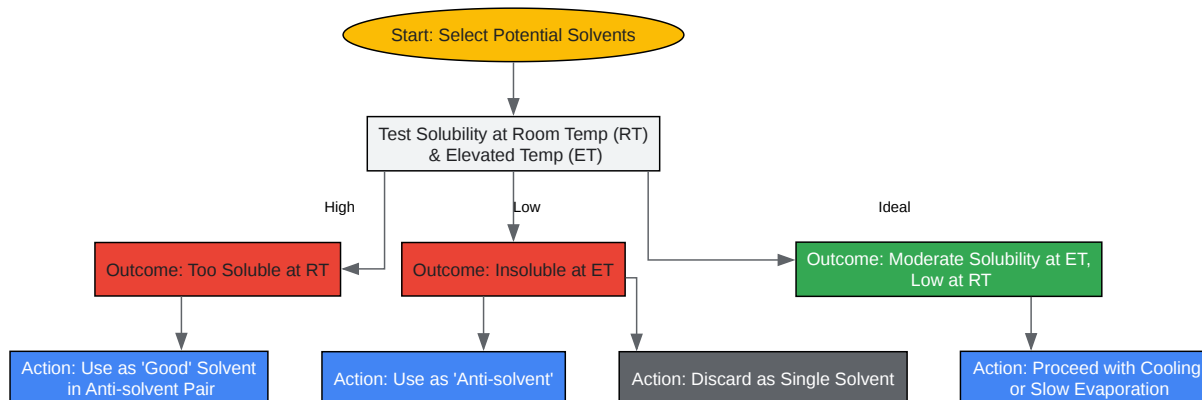 Start: Select Potential Solvents
Test Solubility at Room Temp (RT)
& Elevated Temp (ET)
High
Low
Ideal
Outcome: Too Soluble at RT
Outcome: Insoluble at ET
Outcome: Moderate Solubility at ET,
Low at RT
Action: Use as 'Good' Solvent
in Anti-solvent Pair
Action: Use as 'Anti-solvent'
Action: Discard as Single Solvent
Action: Proceed with Cooling
or Slow Evaporation